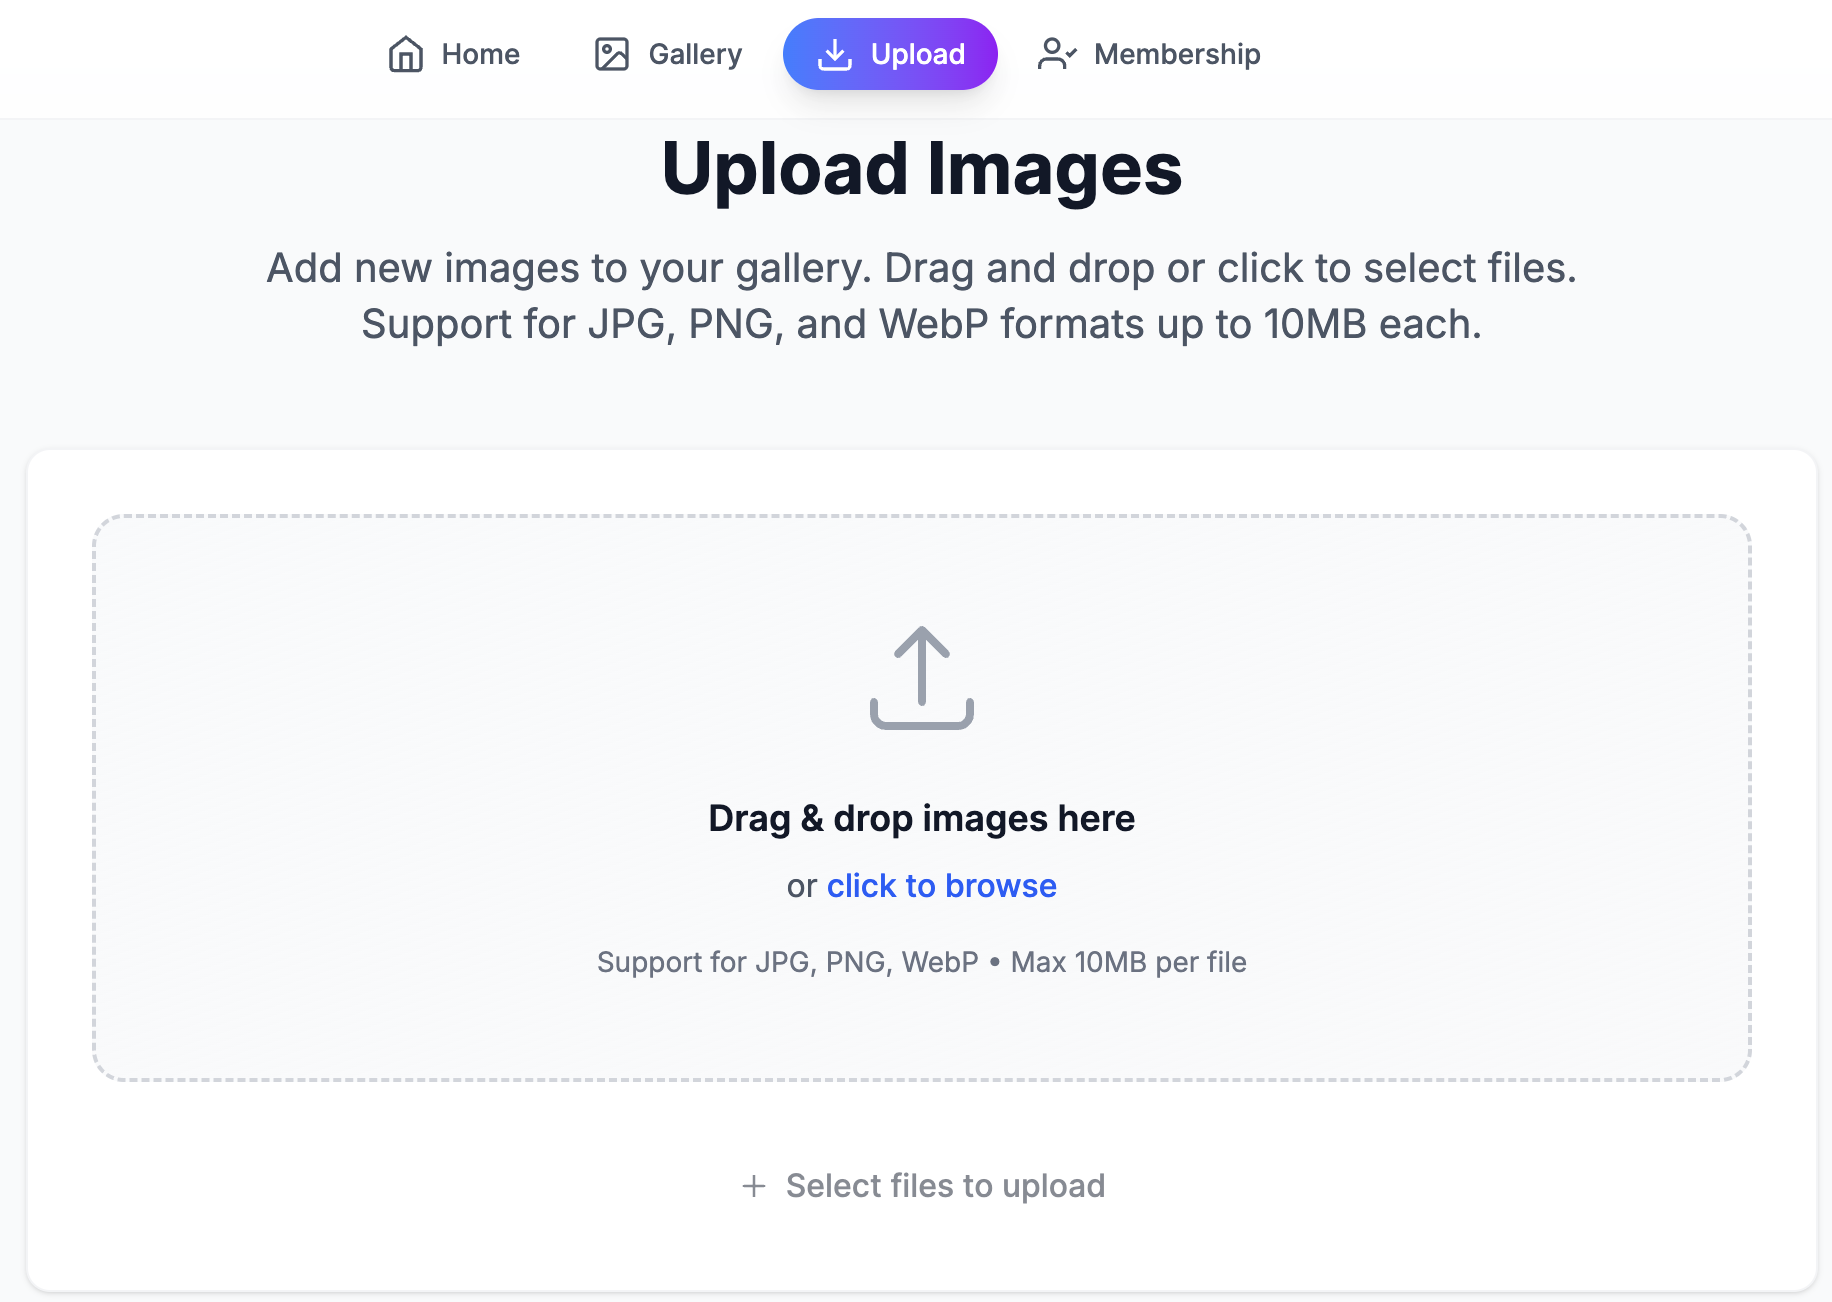 Home
Gallery
Upload
Membership
Upload Images
Add new images to your gallery. Drag and drop or click to select files.
Support for JPG, PNG, and WebP formats up to 10MB each.
Drag & drop images here
or click to browse
Support for JPG, PNG, WebP • Max 10MB per file
+ Select files to upload